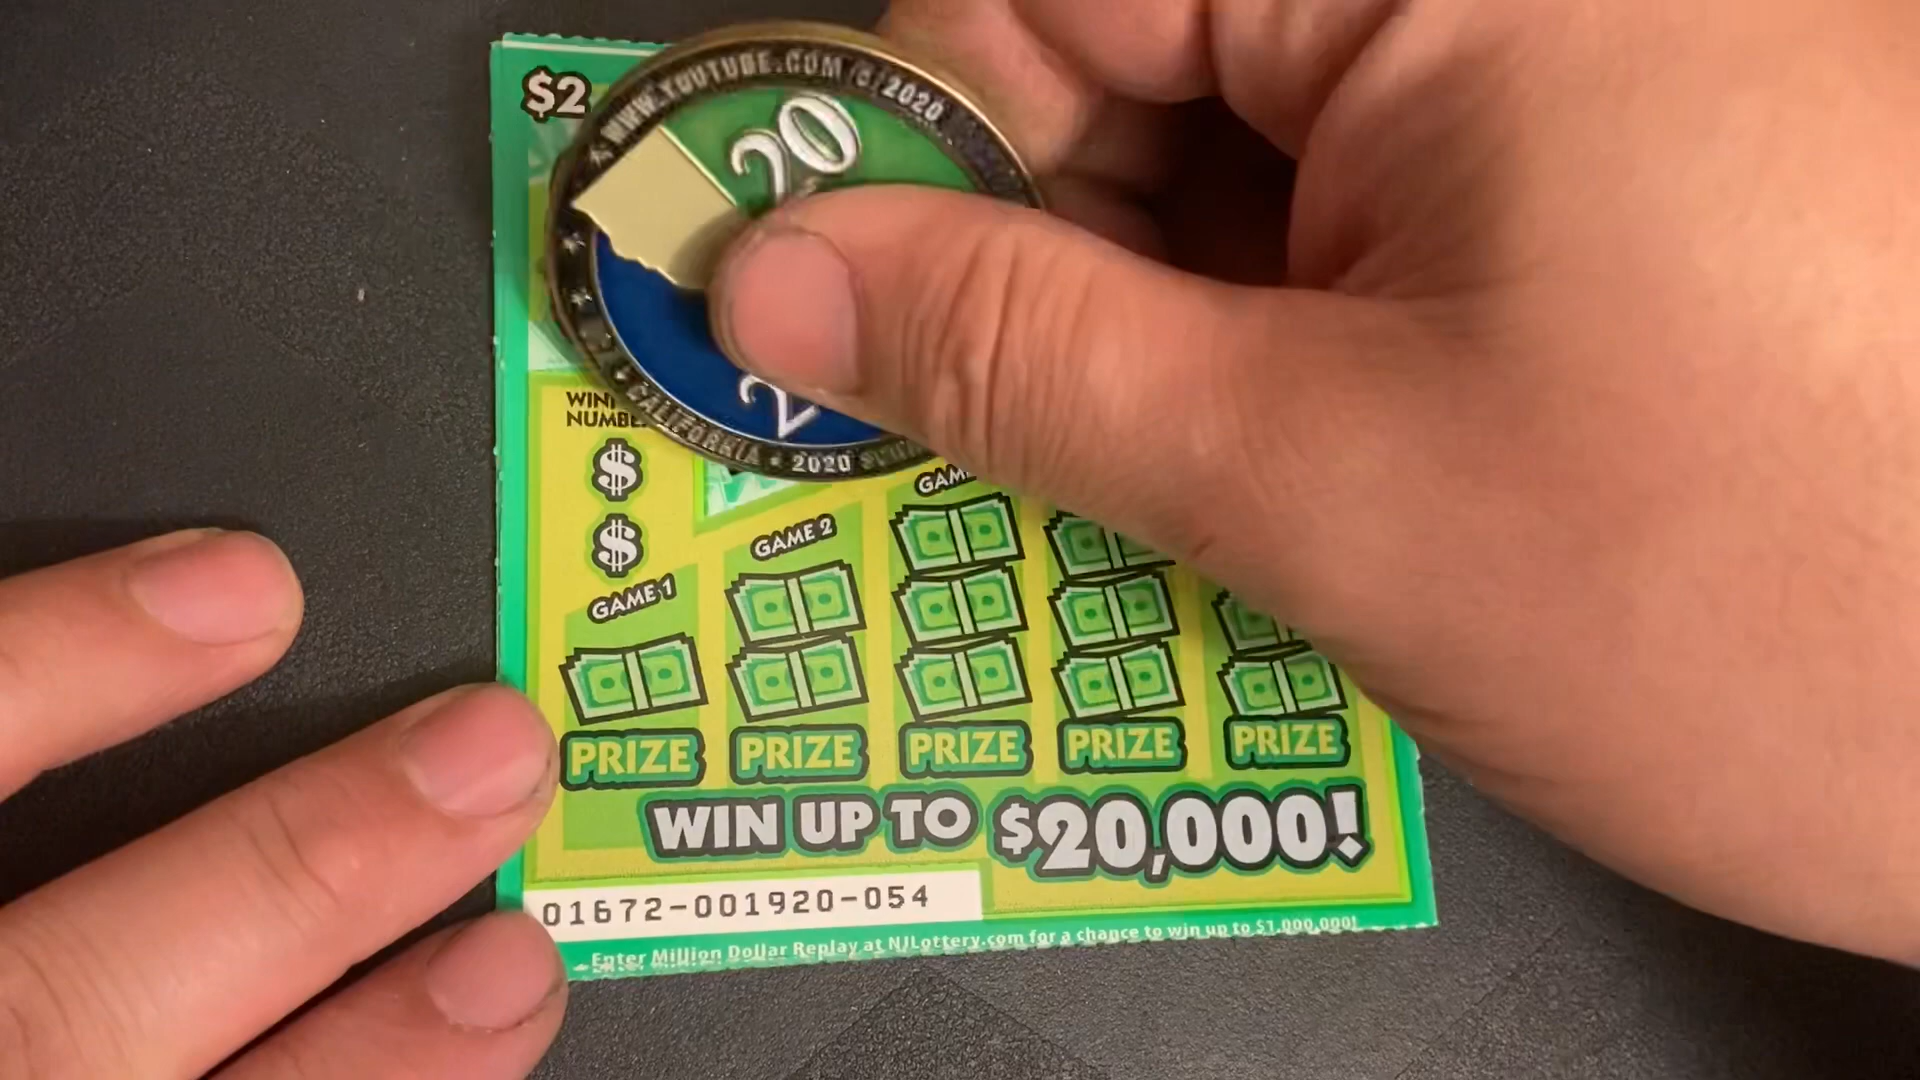 $2
WWW.YOUTUBE.COM/C/2020
20
2
CALIFORNIA • 2020
$
$
GAME 1
GAME 2
PRIZE PRIZE PRIZE PRIZE PRIZE
WIN UP TO $20,000!
01672-001920-054
Enter Million Dollar Replay at NJLottery.com for a chance to win up to $1,000,000!